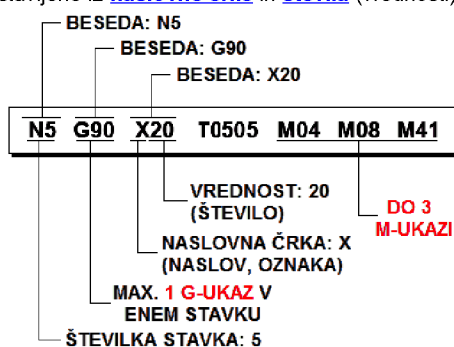 BESEDA: N5
BESEDA: G90
BESEDA: X20
N5 G90 X20 T0505 M04 M08 M41
VREDNOST: 20
(ŠTEVILO)
DO 3
M-UKAZI
NASLOVNA ČRKA: X
(NASLOV, OZNAKA)
MAX. 1 G-UKAZ V
ENEM STAVKU
ŠTEVILKA STAVKA: 5